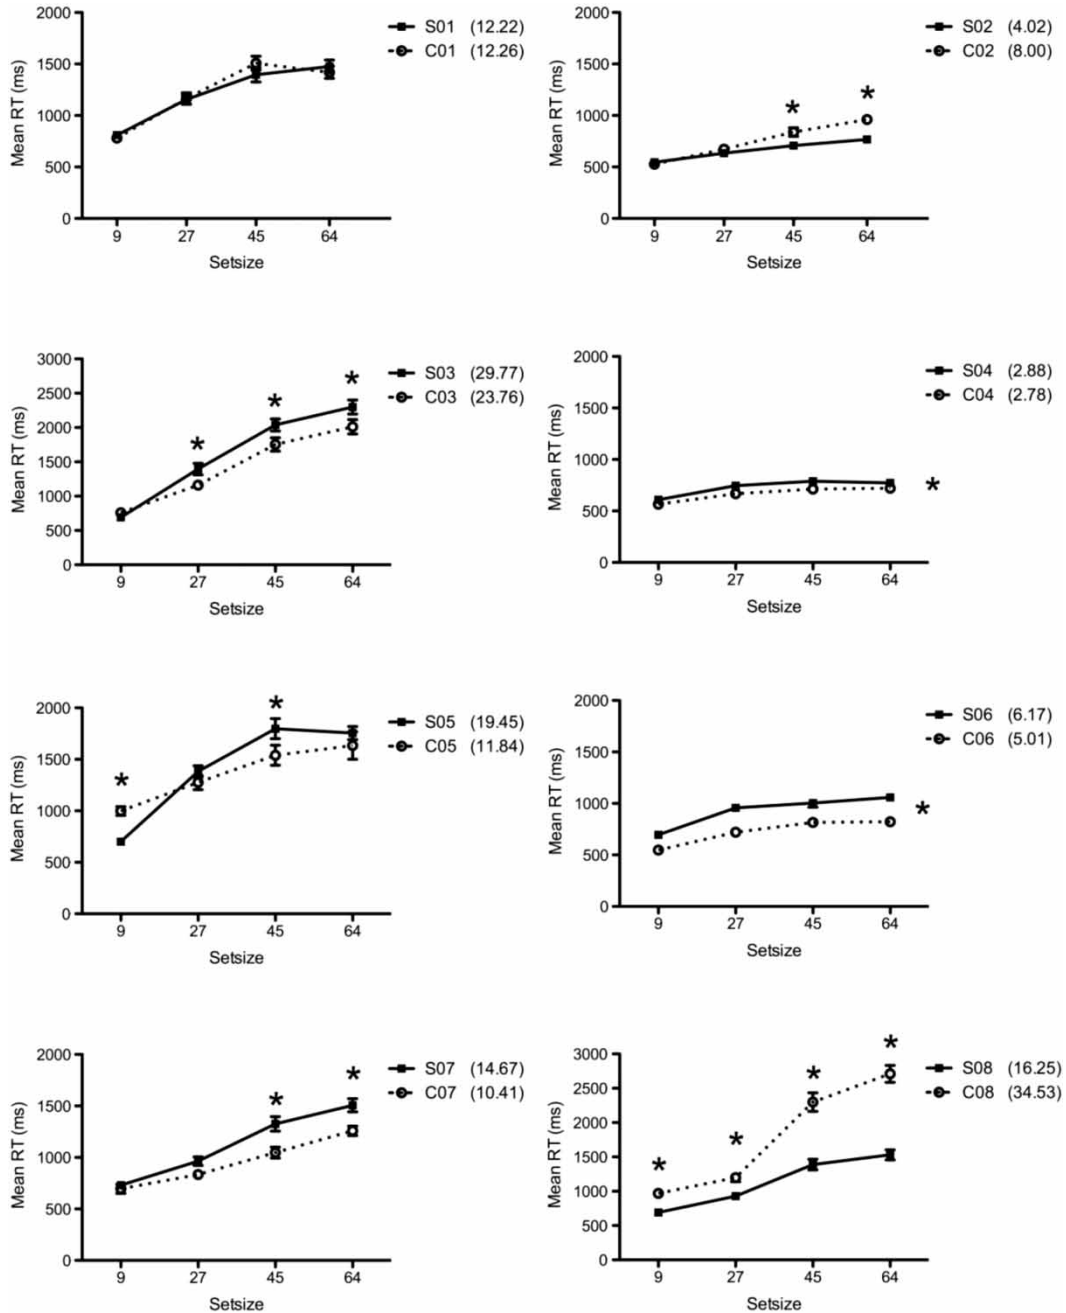 S01 (12.22)
C01 (12.26)
Mean RT (ms)
2000
1500
1000
500
0
9 27 45 64
Setsize
S02 (4.02)
C02 (8.00)
Mean RT (ms)
2000
1500
1000
500
0
* *
9 27 45 64
Setsize
S03 (29.77)
C03 (23.76)
Mean RT (ms)
3000
2500
2000
1500
1000
500
0
* * *
9 27 45 64
Setsize
S04 (2.88)
C04 (2.78)
Mean RT (ms)
2000
1500
1000
500
0
*
9 27 45 64
Setsize
S05 (19.45)
C05 (11.84)
Mean RT (ms)
2000
1500
1000
500
0
* *
9 27 45 64
Setsize
S06 (6.17)
C06 (5.01)
Mean RT (ms)
2000
1500
1000
500
0
*
9 27 45 64
Setsize
S07 (14.67)
C07 (10.41)
Mean RT (ms)
2000
1500
1000
500
0
* *
9 27 45 64
Setsize
S08 (16.25)
C08 (34.53)
Mean RT (ms)
3000
2500
2000
1500
1000
500
0
* * * *
9 27 45 64
Setsize